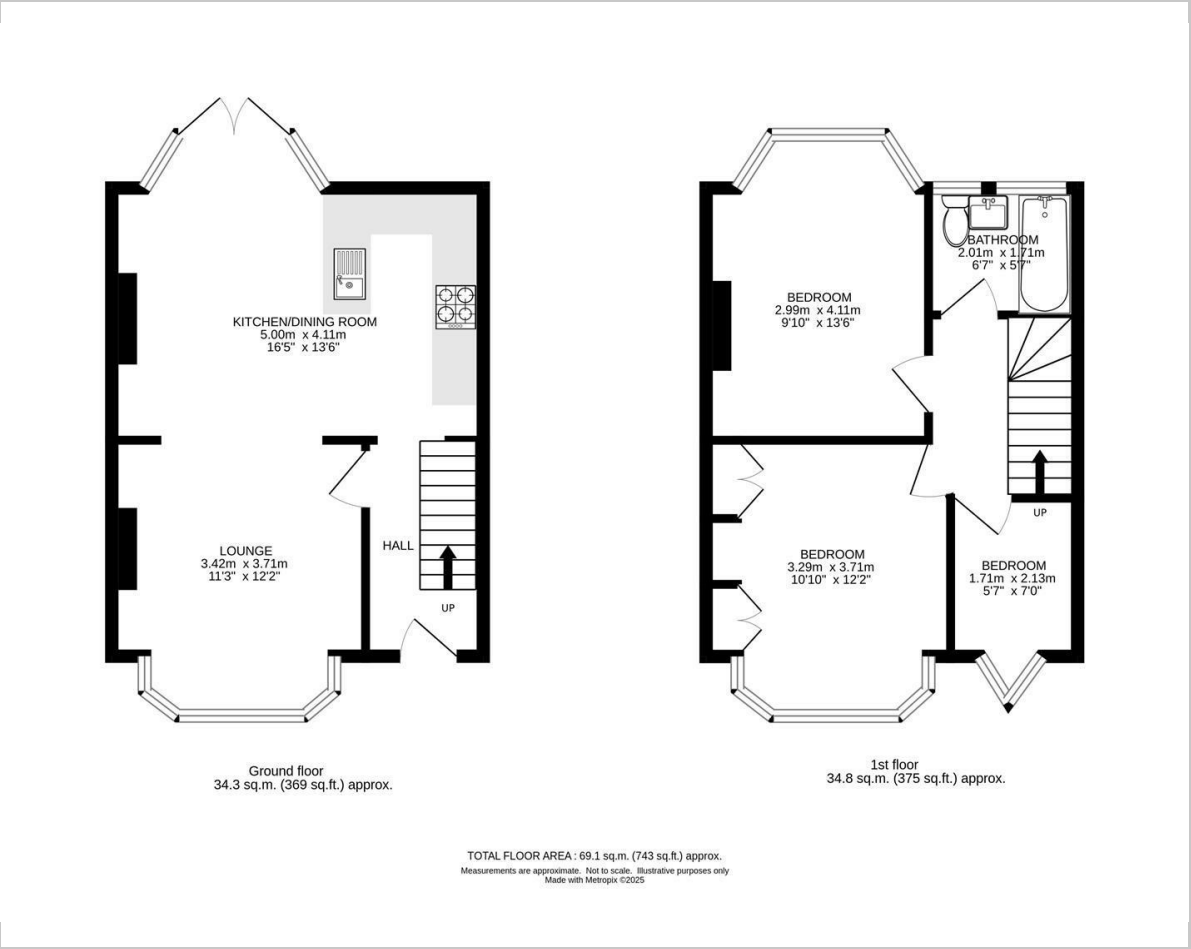 KITCHEN/DINING ROOM
5.00m x 4.11m
16'5" x 13'6"
LOUNGE
3.42m x 3.71m
11'3" x 12'2"
HALL
UP
Ground floor
34.3 sq.m. (369 sq.ft.) approx.
BATHROOM
2.01m x 1.71m
6'7" x 5'7"
BEDROOM
2.99m x 4.11m
9'10" x 13'6"
UP
BEDROOM
3.29m x 3.71m
10'10" x 12'2"
BEDROOM
1.71m x 2.13m
5'7" x 7'0"
1st floor
34.8 sq.m. (375 sq.ft.) approx.
TOTAL FLOOR AREA : 69.1 sq.m. (743 sq.ft.) approx.
Measurements are approximate. Not to scale. Illustrative purposes only
Made with Metropix ©2025